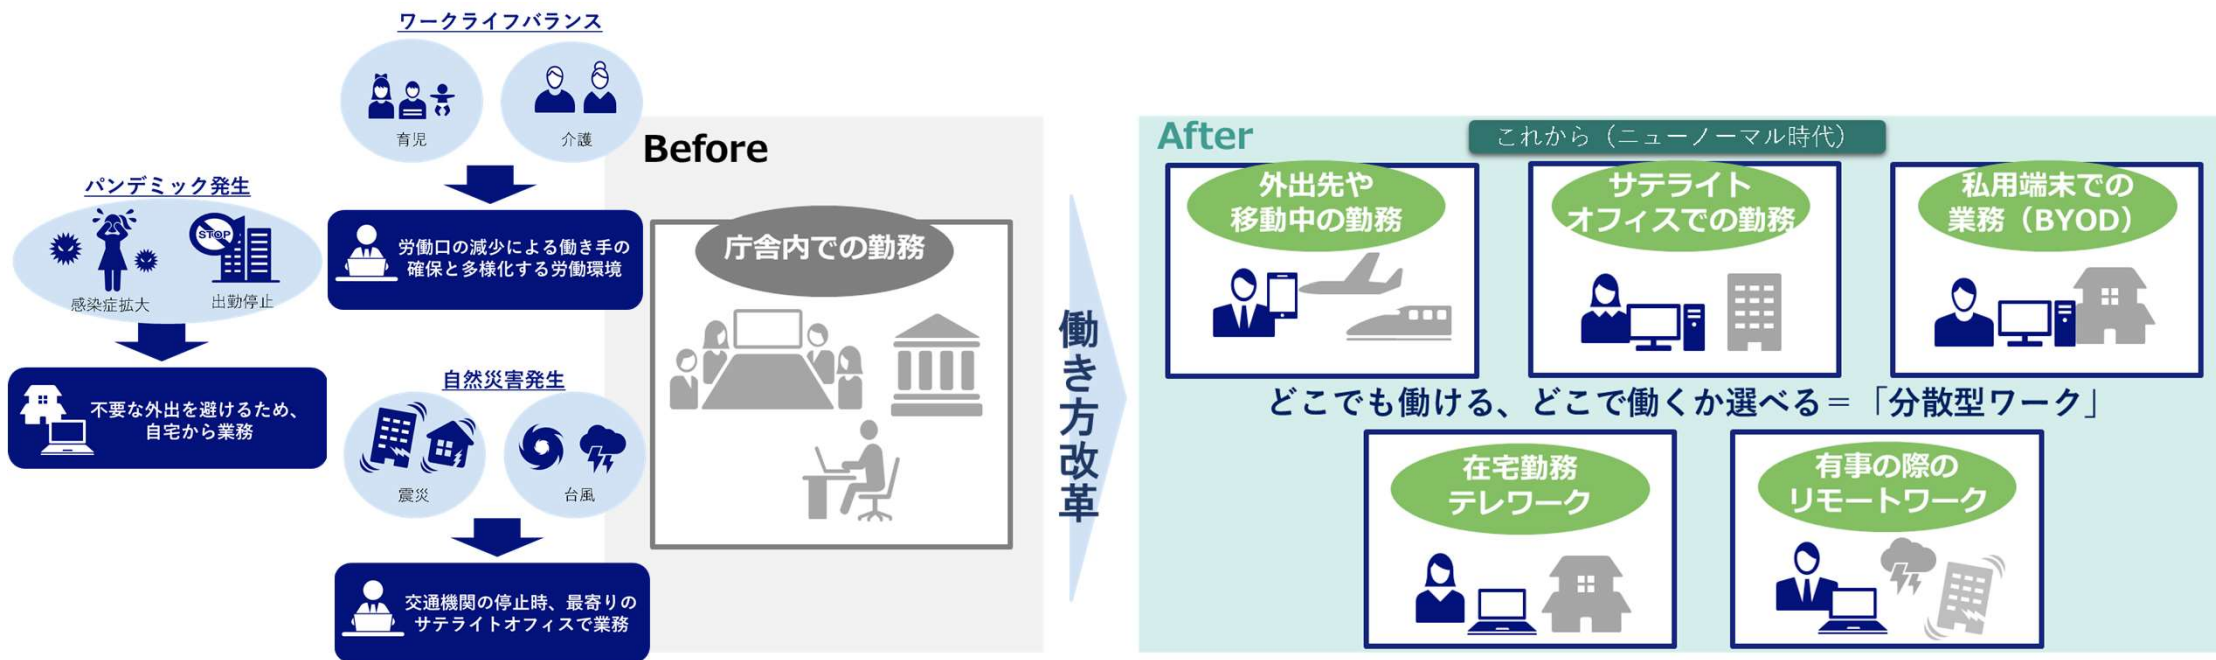 ワークライフバランス
育児
介護
労働口の減少による働き手の
確保と多様化する労働環境
パンデミック発生
STOP
感染症拡大
出勤停止
不要な外出を避けるため、
自宅から業務
自然災害発生
震災
台風
交通機関の停止時、最寄りの
サテライトオフィスで業務
Before
庁舎内での勤務
働き方改革
After
これから（ニューノーマル時代）
外出先や
移動中の勤務
サテライト
オフィスでの勤務
私用端末での
業務（BYOD）
どこでも働ける、どこで働くか選べる＝「分散型ワーク」
在宅勤務
テレワーク
有事の際の
リモートワーク